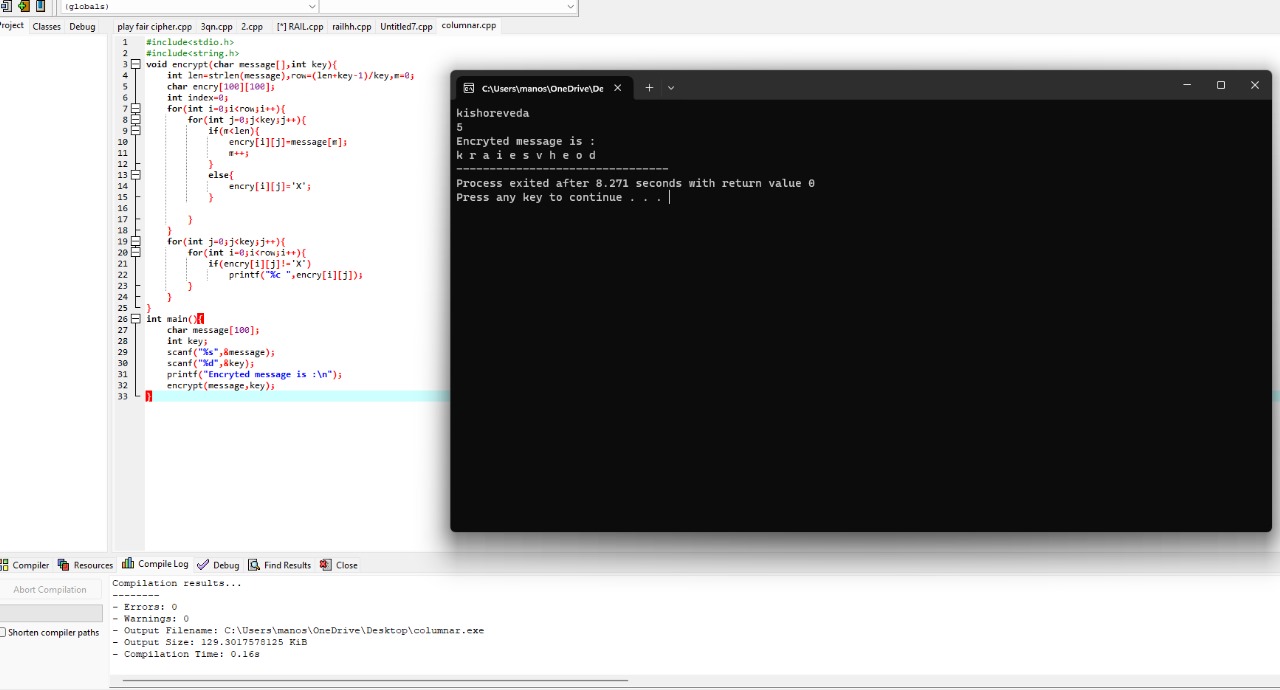 (globals)
Project Classes Debug
play fair cipher.cpp 3qn.cpp 2.cpp [*] RAIL.cpp railhh.cpp Untitled7.cpp columnar.cpp
1 #include<stdio.h>
2 #include<string.h>
3 void encrypt(char message[],int key){
4 int len=strlen(message),row=(len+key-1)/key,m=0;
5 char encry[100][100];
6 int index=0;
7 for(int i=0;i<row;i++){
8 for(int j=0;j<key;j++){
9 if(m<len){
10 encry[i][j]=message[m];
11 m++;
12 }
13 else{
14 encry[i][j]='X';
15 }
16
17 }
18 }
19 for(int j=0;j<key;j++){
20 for(int i=0;i<row;i++){
21 if(encry[i][j]!='X')
22 printf("%c ",encry[i][j]);
23 }
24 }
25 }
26 int main(){
27 char message[100];
28 int key;
29 scanf("%s",&message);
30 scanf("%d",&key);
31 printf("Encryted message is :\n");
32 encrypt(message,key);
33 }
C:\Users\manos\OneDrive\De
kishoreveda
5
Encryted message is :
k r a i e s v h e o d
--------------------------------
Process exited after 8.271 seconds with return value 0
Press any key to continue . . .
Compiler Resources Compile Log Debug Find Results Close
Abort Compilation
Shorten compiler paths
Compilation results...
--------
- Errors: 0
- Warnings: 0
- Output Filename: C:\Users\manos\OneDrive\Desktop\columnar.exe
- Output Size: 129.3017578125 KiB
- Compilation Time: 0.16s